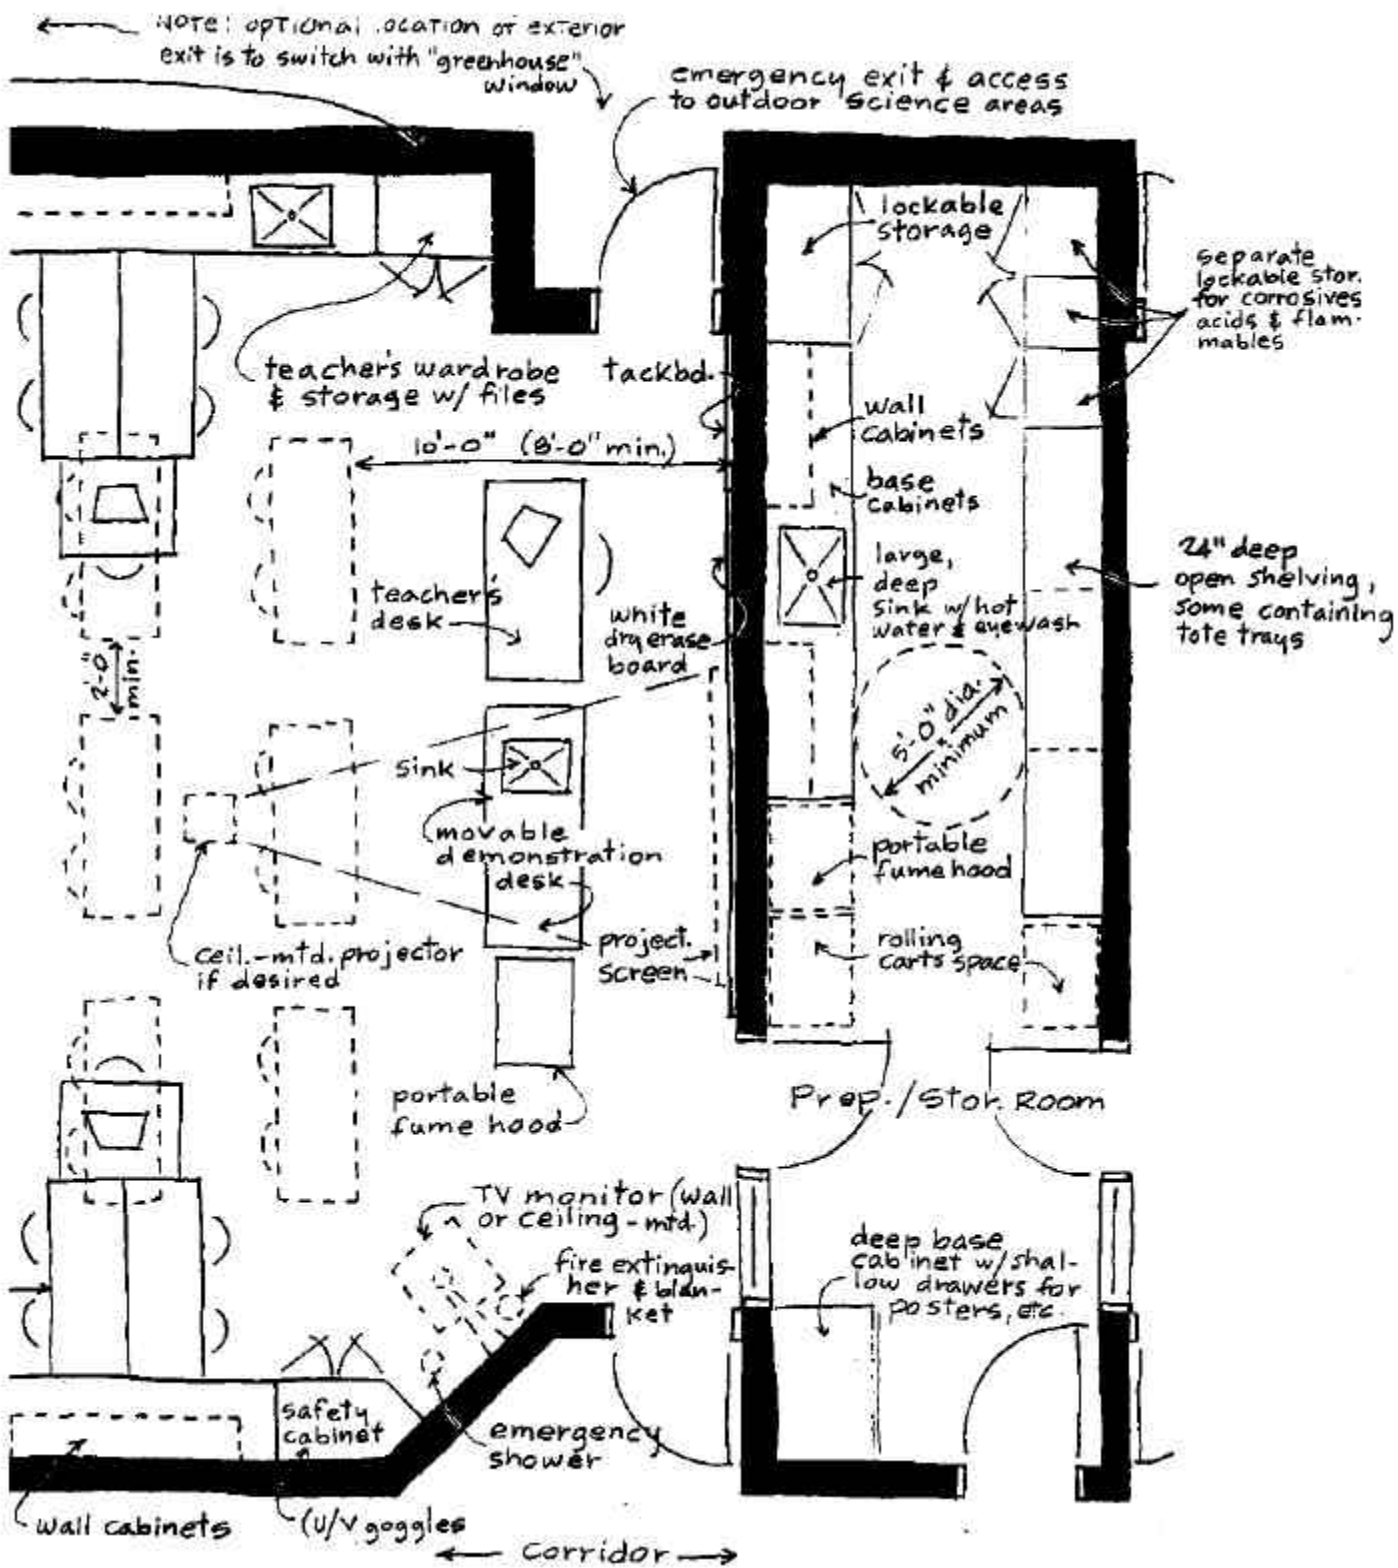 NOTE: optional location of exterior
exit is to switch with "greenhouse"
window
emergency exit & access
to outdoor science areas
lockable
storage
separate
lockable stor.
for corrosives
acids & flam-
mables
teacher's wardrobe
& storage w/ files
tackbd.
10'-0" (8'-0" min.)
wall
cabinets
base
cabinets
large,
deep
sink w/hot
water & eyewash
24" deep
open shelving,
some containing
tote trays
teacher's
desk
white
dry erase
board
2'-0"
min.
5'-0" dia.
minimum
sink
movable
demonstration
desk
portable
fume hood
ceil.-mtd. projector
if desired
project.
screen
rolling
carts space
portable
fume hood
Prep./Stor. Room
TV monitor (wall
or ceiling-mtd.)
fire extinguis-
her & blan-
ket
deep base
cabinet w/shal-
low drawers for
posters, etc.
safety
cabinet
emergency
shower
wall cabinets
(U/V goggles
corridor